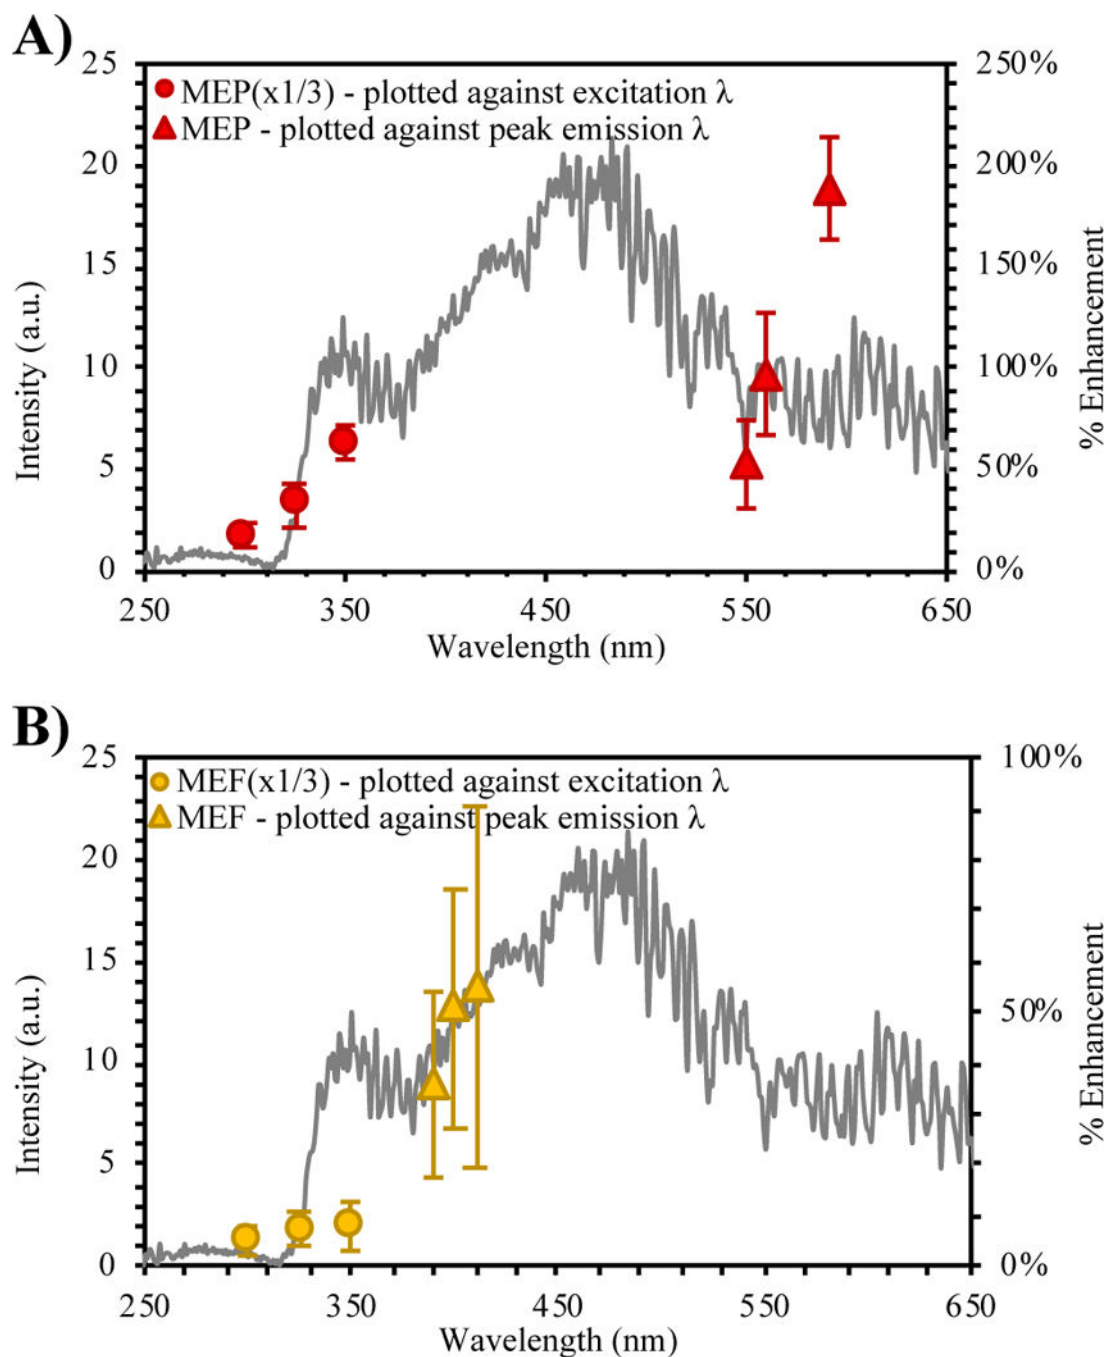 A)
MEP(x1/3) - plotted against excitation λ
MEP - plotted against peak emission λ
25
20
15
10
5
0
250%
200%
150%
100%
50%
0%
Intensity (a.u.)
% Enhancement
250 350 450 550 650
Wavelength (nm)
B)
MEF(x1/3) - plotted against excitation λ
MEF - plotted against peak emission λ
25
20
15
10
5
0
100%
50%
0%
Intensity (a.u.)
% Enhancement
250 350 450 550 650
Wavelength (nm)